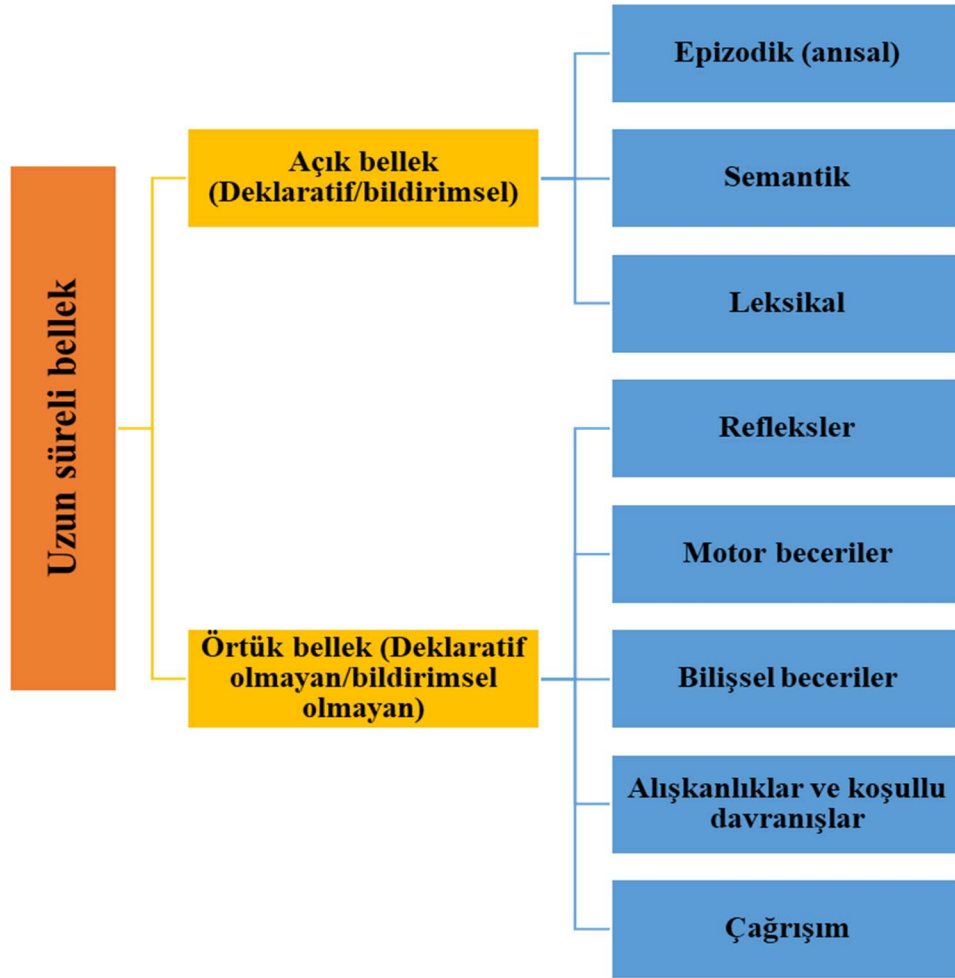 Uzun süreli bellek
Açık bellek
(Deklaratif/bildirimsel)
Epizodik (anısal)
Semantik
Leksikal
Örtük bellek (Deklaratif
olmayan/bildirimsel
olmayan)
Refleksler
Motor beceriler
Bilişsel beceriler
Alışkanlıklar ve koşullu
davranışlar
Çağrışım